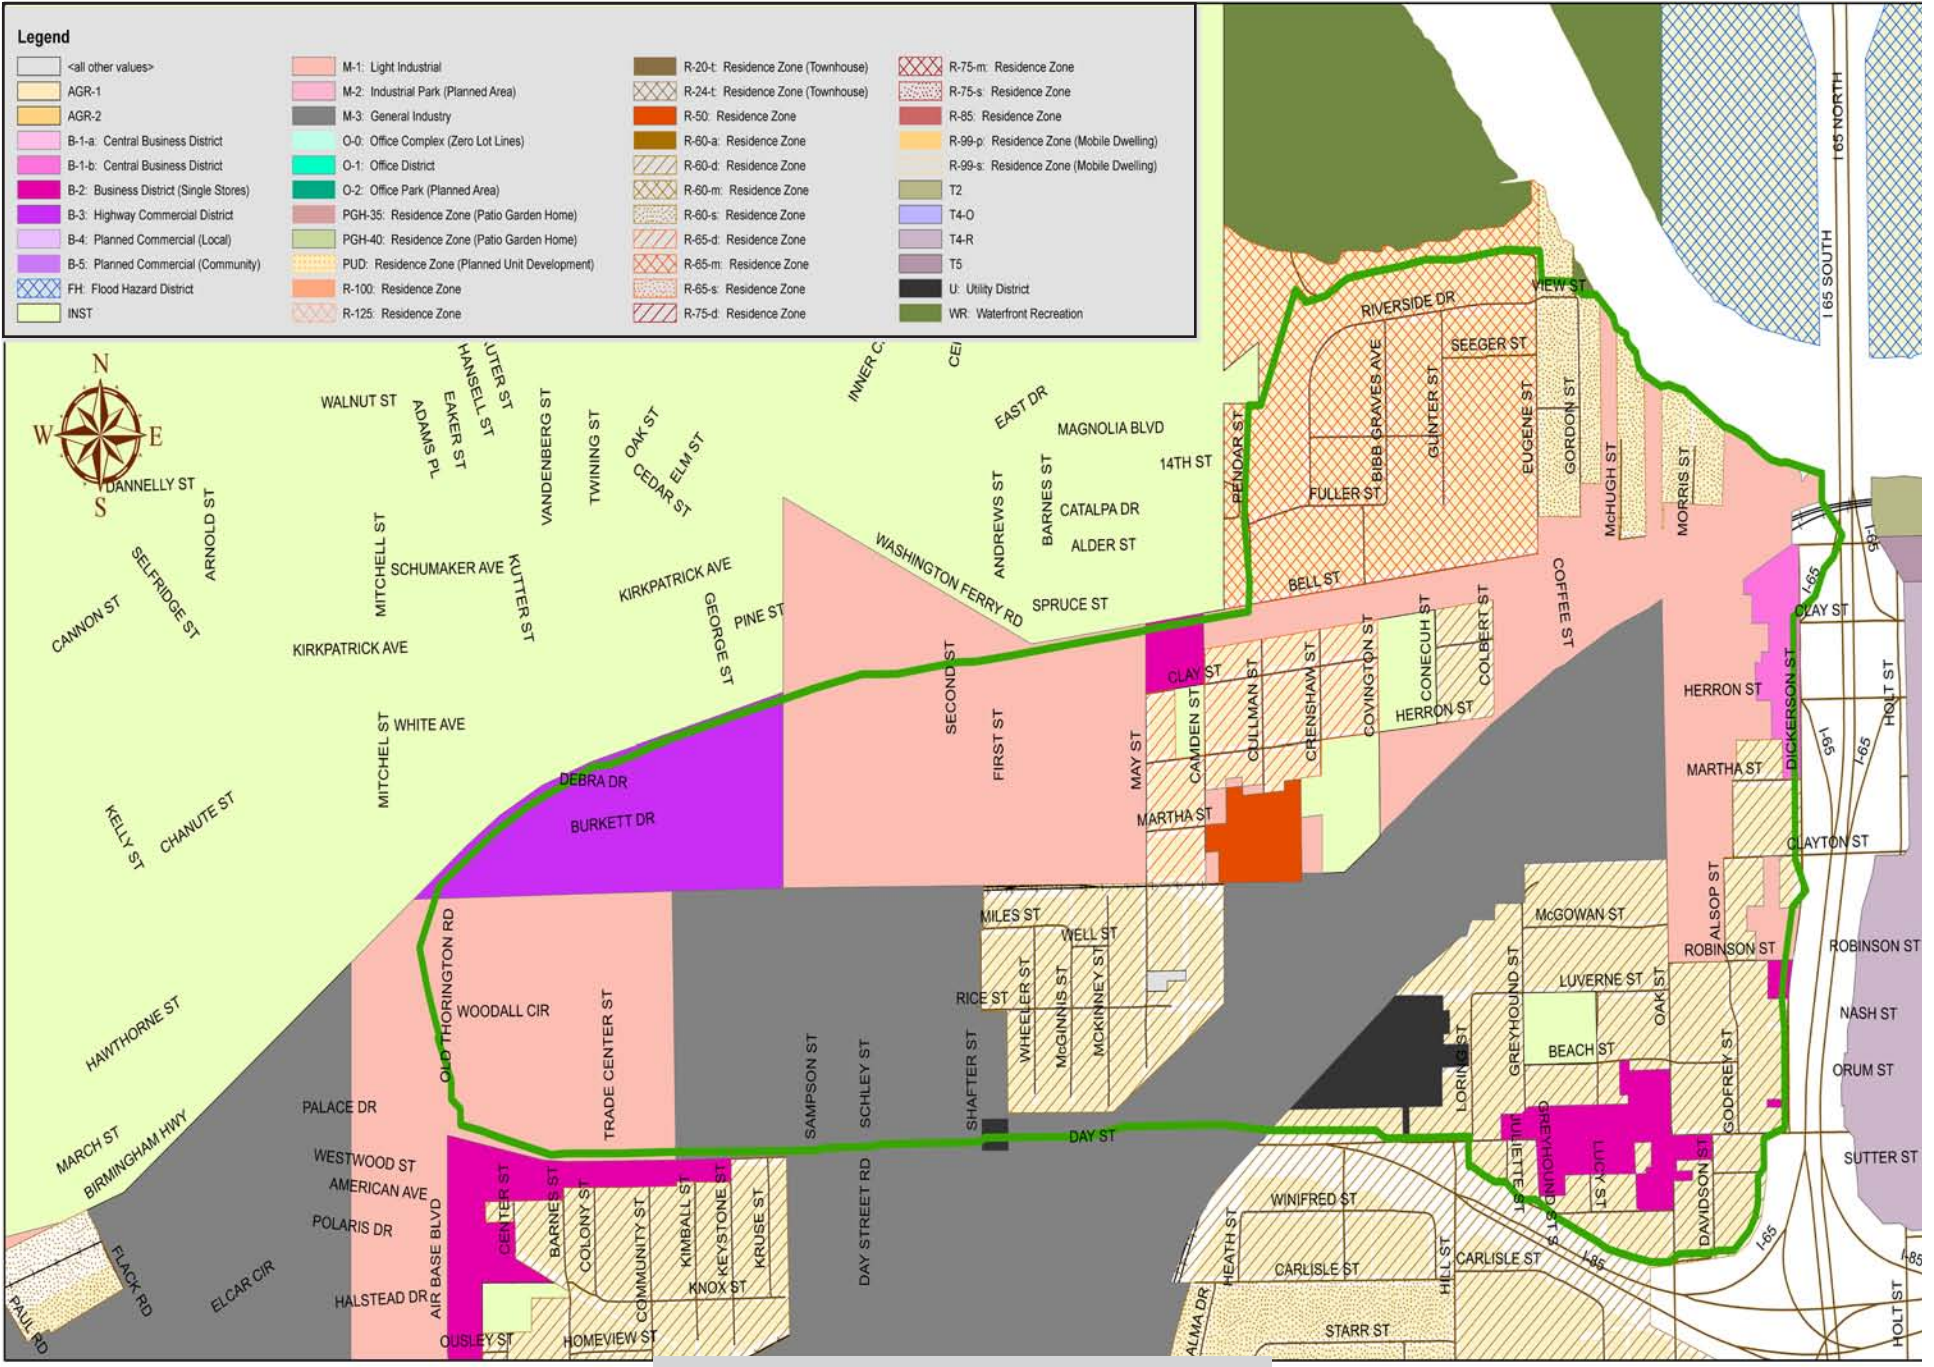 Legend
<all other values>
AGR-1
AGR-2
B-1-a: Central Business District
B-1-b: Central Business District
B-2: Business District (Single Stores)
B-3: Highway Commercial District
B-4: Planned Commercial (Local)
B-5: Planned Commercial (Community)
FH: Flood Hazard District
INST
M-1: Light Industrial
M-2: Industrial Park (Planned Area)
M-3: General Industry
O-0: Office Complex (Zero Lot Lines)
O-1: Office District
O-2: Office Park (Planned Area)
PGH-35: Residence Zone (Patio Garden Home)
PGH-40: Residence Zone (Patio Garden Home)
PUD: Residence Zone (Planned Unit Development)
R-100: Residence Zone
R-125: Residence Zone
R-20-t: Residence Zone (Townhouse)
R-24-t: Residence Zone (Townhouse)
R-50: Residence Zone
R-60-a: Residence Zone
R-60-d: Residence Zone
R-60-m: Residence Zone
R-60-s: Residence Zone
R-65-d: Residence Zone
R-65-m: Residence Zone
R-65-s: Residence Zone
R-75-d: Residence Zone
R-75-m: Residence Zone
R-75-s: Residence Zone
R-85: Residence Zone
R-99-p: Residence Zone (Mobile Dwelling)
R-99-s: Residence Zone (Mobile Dwelling)
T2
T4-O
T4-R
T5
U: Utility District
WR: Waterfront Recreation
N
W
E
S
I 65 NORTH
I 65 SOUTH
VIEW ST
RIVERSIDE DR
SEEGER ST
BIBB GRAVES AVE
GUNTER ST
EUGENE ST
GORDON ST
McHUGH ST
MORRIS ST
PENDAR ST
FULLER ST
BELL ST
COFFEE ST
HANSELL ST
WALNUT ST
ADAMS PL
EAKER ST
VANDENBERG ST
TWINING ST
OAK ST
ELM ST
CEDAR ST
INNER
EAST DR
MAGNOLIA BLVD
14TH ST
ANDREWS ST
BARNES ST
CATALPA DR
ALDER ST
DANNELLY ST
ARNOLD ST
SELFRIDGE ST
CANNON ST
MITCHELL ST
SCHUMAKER AVE
KUTTER ST
KIRKPATRICK AVE
KIRKPATRICK AVE
GEORGE ST
PINE ST
WASHINGTON FERRY RD
SPRUCE ST
MITCHEL ST
WHITE AVE
KELLY ST
CHANUTE ST
DEBRA DR
BURKETT DR
SECOND ST
FIRST ST
MAY ST
CLAY ST
CAMDEN ST
CULLMAN ST
CRENSHAW ST
COVINGTON ST
CONECUH ST
COLBERT ST
HERRON ST
MARTHA ST
I-65
I-65
CLAY ST
HERRON ST
DICKERSON ST
HOLT ST
I-65
I-65
MARTHA ST
CLAYTON ST
ALSOP ST
McGOWAN ST
ROBINSON ST
ROBINSON ST
LUVERNE ST
OAK ST
GREYHOUND ST
BEACH ST
LORING ST
GODFREY ST
NASH ST
ORUM ST
SUTTER ST
MILES ST
WELL ST
RICE ST
WHEELER ST
McGINNIS ST
MCKINNEY ST
HAWTHORNE ST
OLD THORINGTON RD
WOODALL CIR
TRADE CENTER ST
SAMPSON ST
SCHLEY ST
SHAFTER ST
DAY ST
PALACE DR
MARCH ST
BIRMINGHAM HWY
WESTWOOD ST
AMERICAN AVE
POLARIS DR
AIR BASE BLVD
CENTER ST
BARNES ST
COLONY ST
COMMUNITY ST
KIMBALL ST
KEYSTONE ST
KRUSE ST
KNOX ST
DAY STREET RD
FLACK RD
PAUL RD
ELCAR CIR
HALSTEAD DR
OUSLEY ST
HOMEVIEW ST
JULIETTE ST
GREYHOUND ST S
LUCY ST
DAVIDSON ST
HEATH ST
WINIFRED ST
CARLISLE ST
HILL ST
CARLISLE ST
ALMA DR
STARR ST
I-85
I-65
I-85
HOLT ST